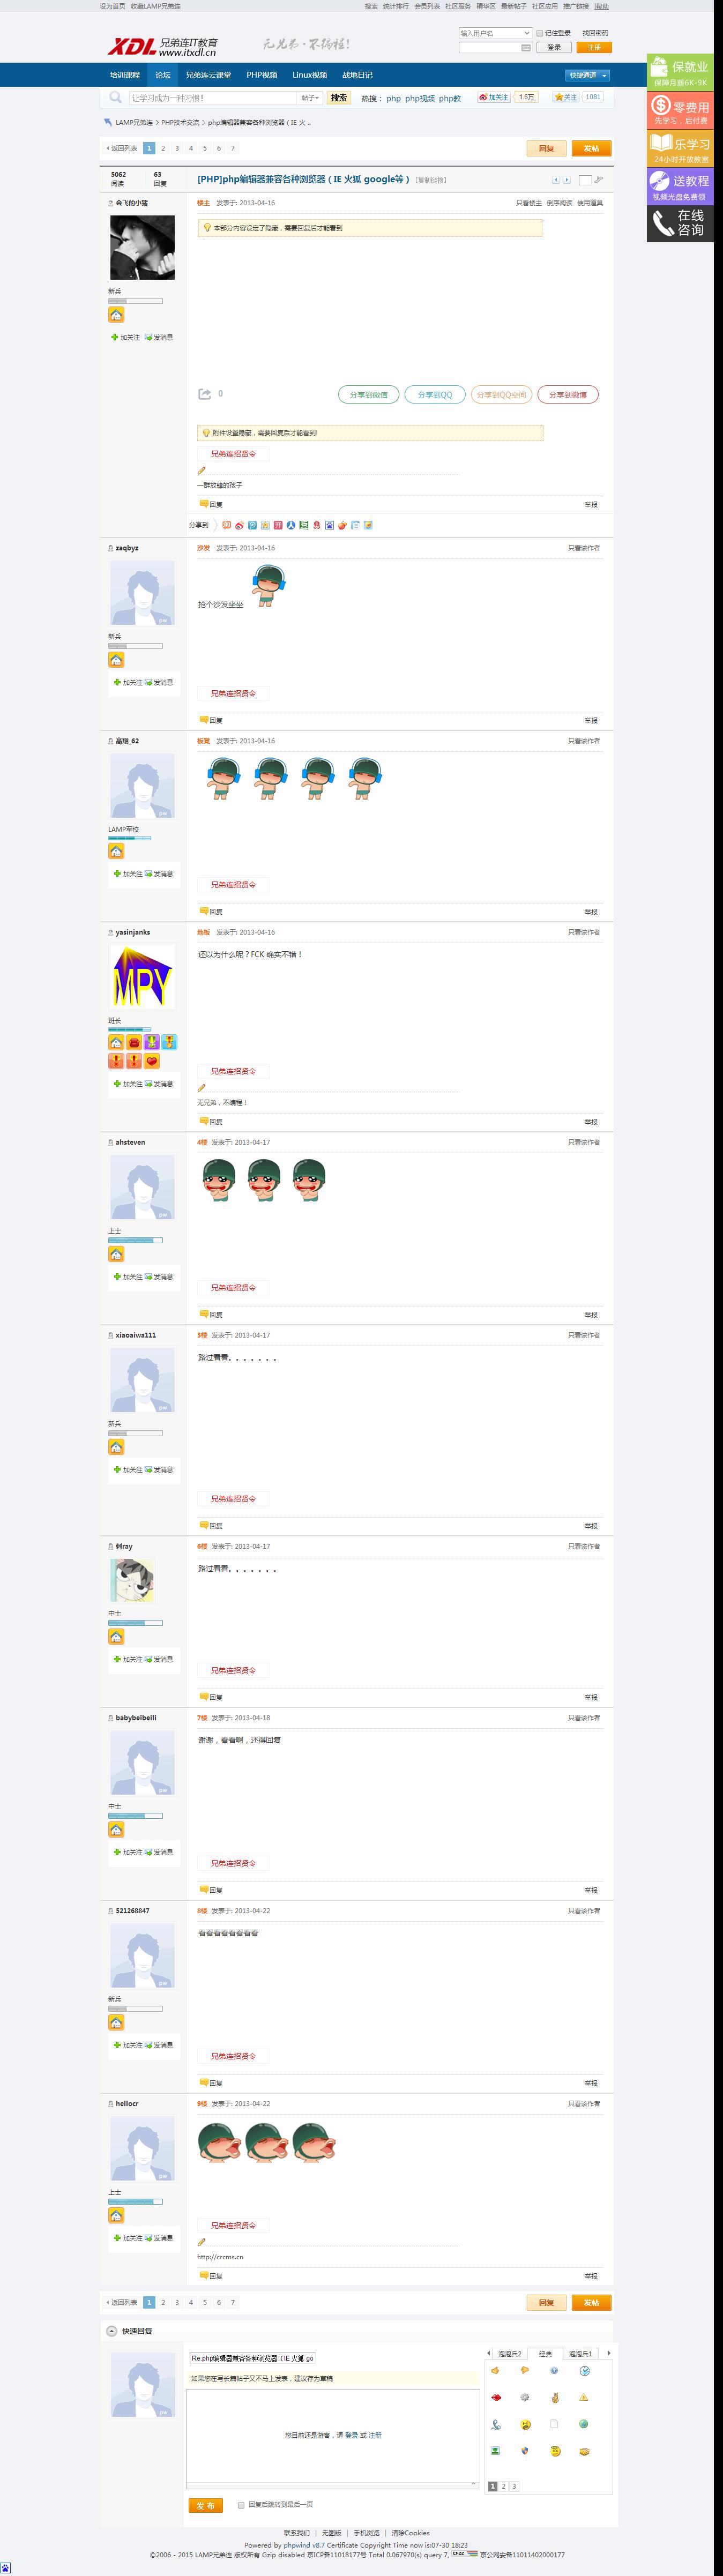 设为首页 收藏LAMP兄弟连
搜索 统计排行 会员列表 社区服务 精华区 最新帖子 社区应用 推广链接 |帮助
XDL 兄弟连IT教育
www.itxdl.cn
无兄弟·不编程!
输入用户名 记住登录 找回密码
登录 注册
培训课程 论坛 兄弟连云课堂 PHP视频 Linux视频 战地日记
快捷通道
让学习成为一种习惯！ 帖子 搜索 热搜： php php视频 php教 加关注 1.6万 关注 1081
LAMP兄弟连 > PHP技术交流 > php编辑器兼容各种浏览器（IE 火 ..
返回列表 1 2 3 4 5 6 7
回复 发帖
保就业
保障月薪6K-9K
零费用
先学习，后付费
乐学习
24小时开放教室
送教程
视频光盘免费领
在线
咨询
5062
阅读
63
回复
[PHP]php编辑器兼容各种浏览器（IE 火狐 google等） [复制链接]
会飞的小猪
楼主 发表于: 2013-04-16
只看楼主 倒序阅读 使用道具
本部分内容设定了隐藏，需要回复后才能看到
新兵
加关注 发消息
0
分享到微信 分享到QQ 分享到QQ空间 分享到微博
附件设置隐藏，需要回复后才能看到!
兄弟连招贤令
一群放糖的孩子
回复 举报
分享到
zaqbyz
沙发 发表于: 2013-04-16
只看该作者
抢个沙发坐坐
新兵
加关注 发消息
兄弟连招贤令
回复 举报
高翔_62
板凳 发表于: 2013-04-16
只看该作者
LAMP军校
加关注 发消息
兄弟连招贤令
回复 举报
yasinjanks
地板 发表于: 2013-04-16
只看该作者
还以为什么呢？FCK 确实不错！
MPY
班长
加关注 发消息
兄弟连招贤令
无兄弟，不编程！
回复 举报
ahsteven
4楼 发表于: 2013-04-17
只看该作者
上士
加关注 发消息
兄弟连招贤令
回复 举报
xiaoaiwa111
5楼 发表于: 2013-04-17
只看该作者
路过看看。。。。。。。
新兵
加关注 发消息
兄弟连招贤令
回复 举报
刺ray
6楼 发表于: 2013-04-17
只看该作者
路过看看。。。。。。。
中士
加关注 发消息
兄弟连招贤令
回复 举报
babybeibeili
7楼 发表于: 2013-04-18
只看该作者
谢谢，看看啊，还得回复
中士
加关注 发消息
兄弟连招贤令
回复 举报
521268847
8楼 发表于: 2013-04-22
只看该作者
看看看看看看看看
新兵
加关注 发消息
兄弟连招贤令
回复 举报
hellocr
9楼 发表于: 2013-04-22
只看该作者
上士
加关注 发消息
兄弟连招贤令
http://crcms.cn
回复 举报
返回列表 1 2 3 4 5 6 7
回复 发帖
快速回复
Re:php编辑器兼容各种浏览器（IE 火狐 go
如果您在写长篇帖子又不马上发表，建议存为草稿
您目前还是游客，请 登录 或 注册
泡泡兵2 经典 泡泡兵1
1 2 3
发 布 回复后跳转到最后一页
联系我们 | 无图版 | 手机浏览 | 清除Cookies
Powered by phpwind v8.7 Certificate Copyright Time now is:07-30 18:23
©2006 - 2015 LAMP兄弟连 版权所有 Gzip disabled 京ICP备11018177号 Total 0.067970(s) query 7, 京公网安备11011402000177